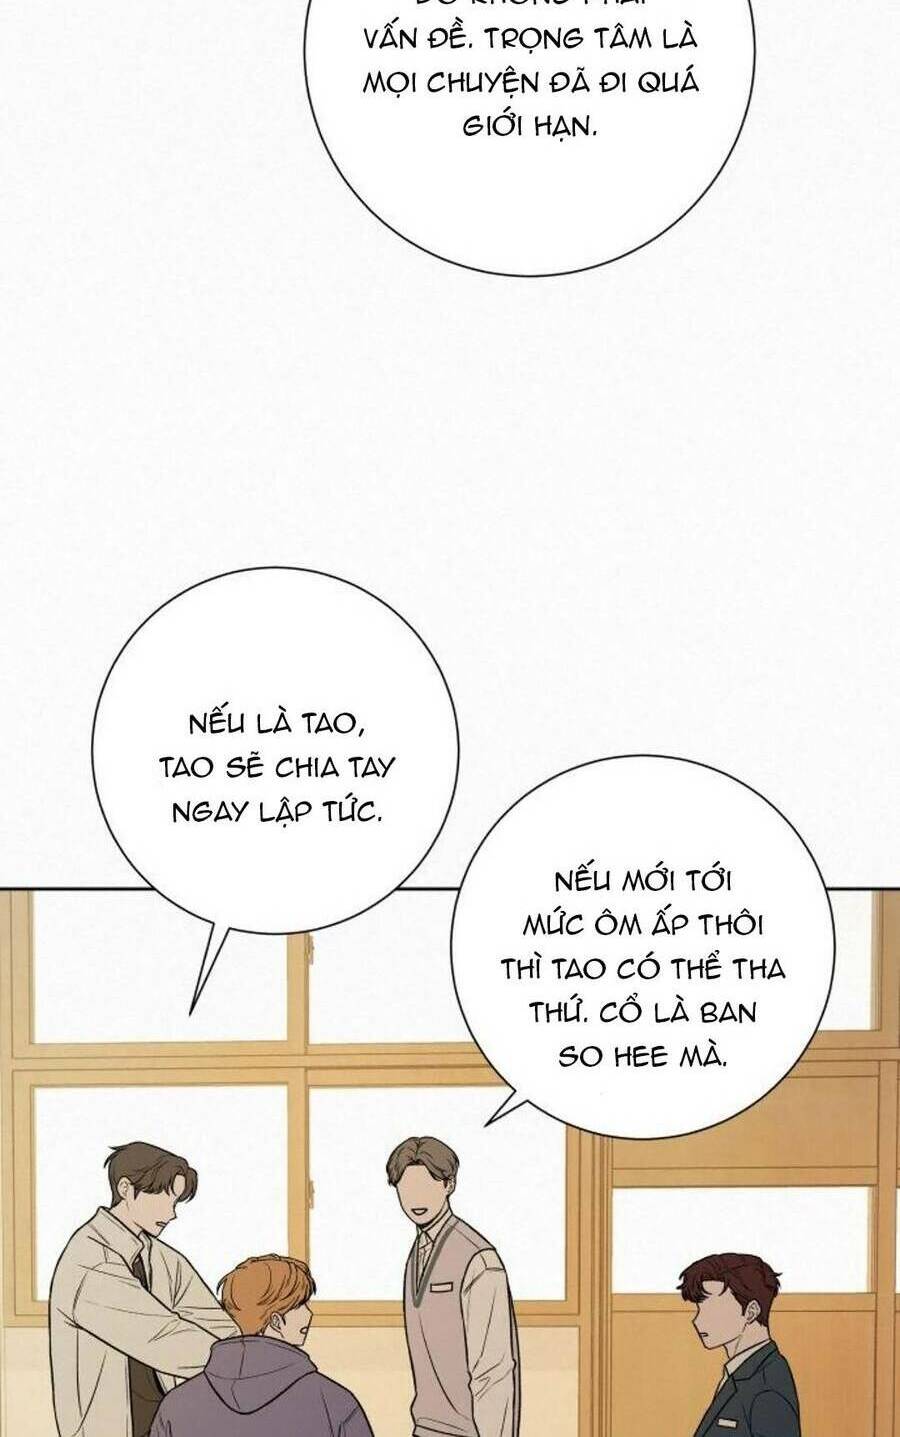 VẤN ĐỀ. TRỌNG TÂM LÀ
MỌI CHUYỆN ĐÃ ĐI QUÁ
GIỚI HẠN.
NẾU LÀ TAO,
TAO SẼ CHIA TAY
NGAY LẬP TỨC.
NẾU MỚI TỚI
MỨC ÔM ẤP THÔI
THÌ TAO CÓ THỂ THA
THỨ. CỔ LÀ BAN
SO HEE MÀ.